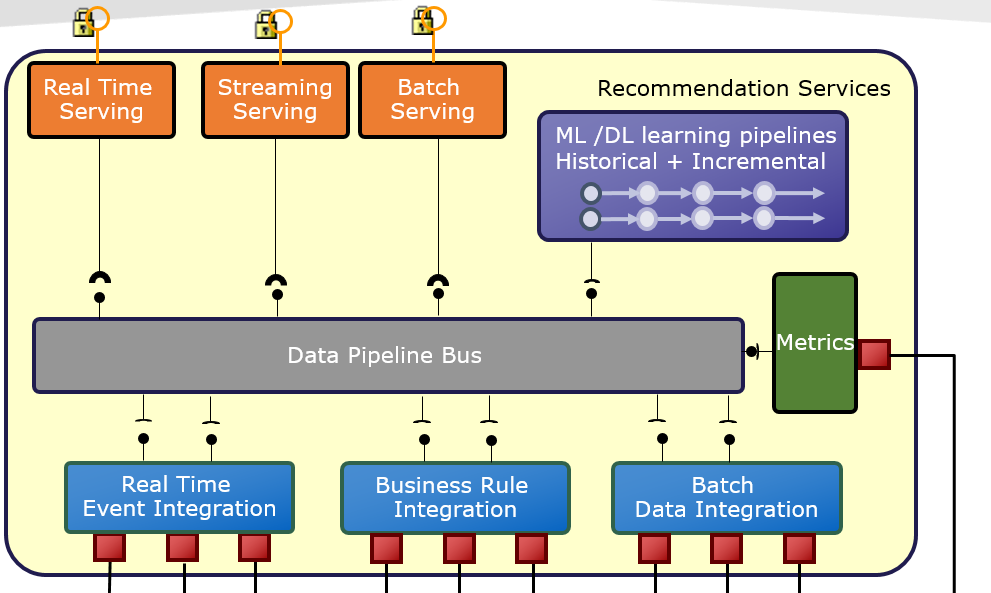 Real Time
Serving
Streaming
Serving
Batch
Serving
Recommendation Services
ML /DL learning pipelines
Historical + Incremental
Metrics
Data Pipeline Bus
Real Time
Event Integration
Business Rule
Integration
Batch
Data Integration